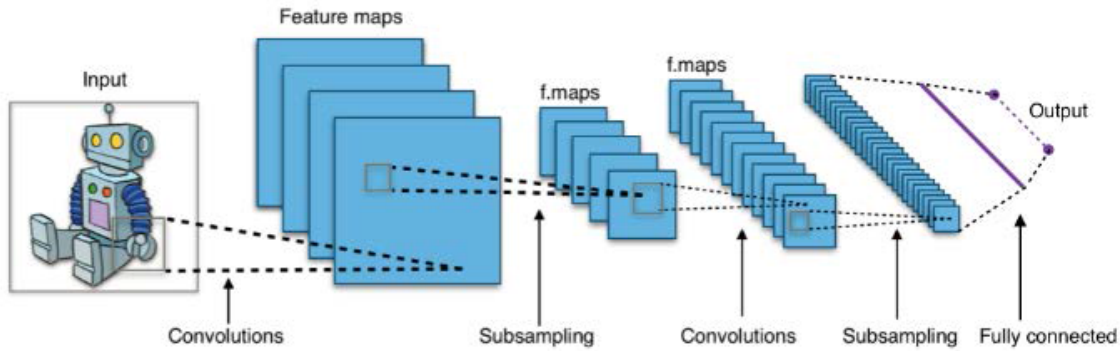 Feature maps
Input
f.maps
f.maps
Output
Convolutions
Subsampling
Convolutions
Subsampling
Fully connected